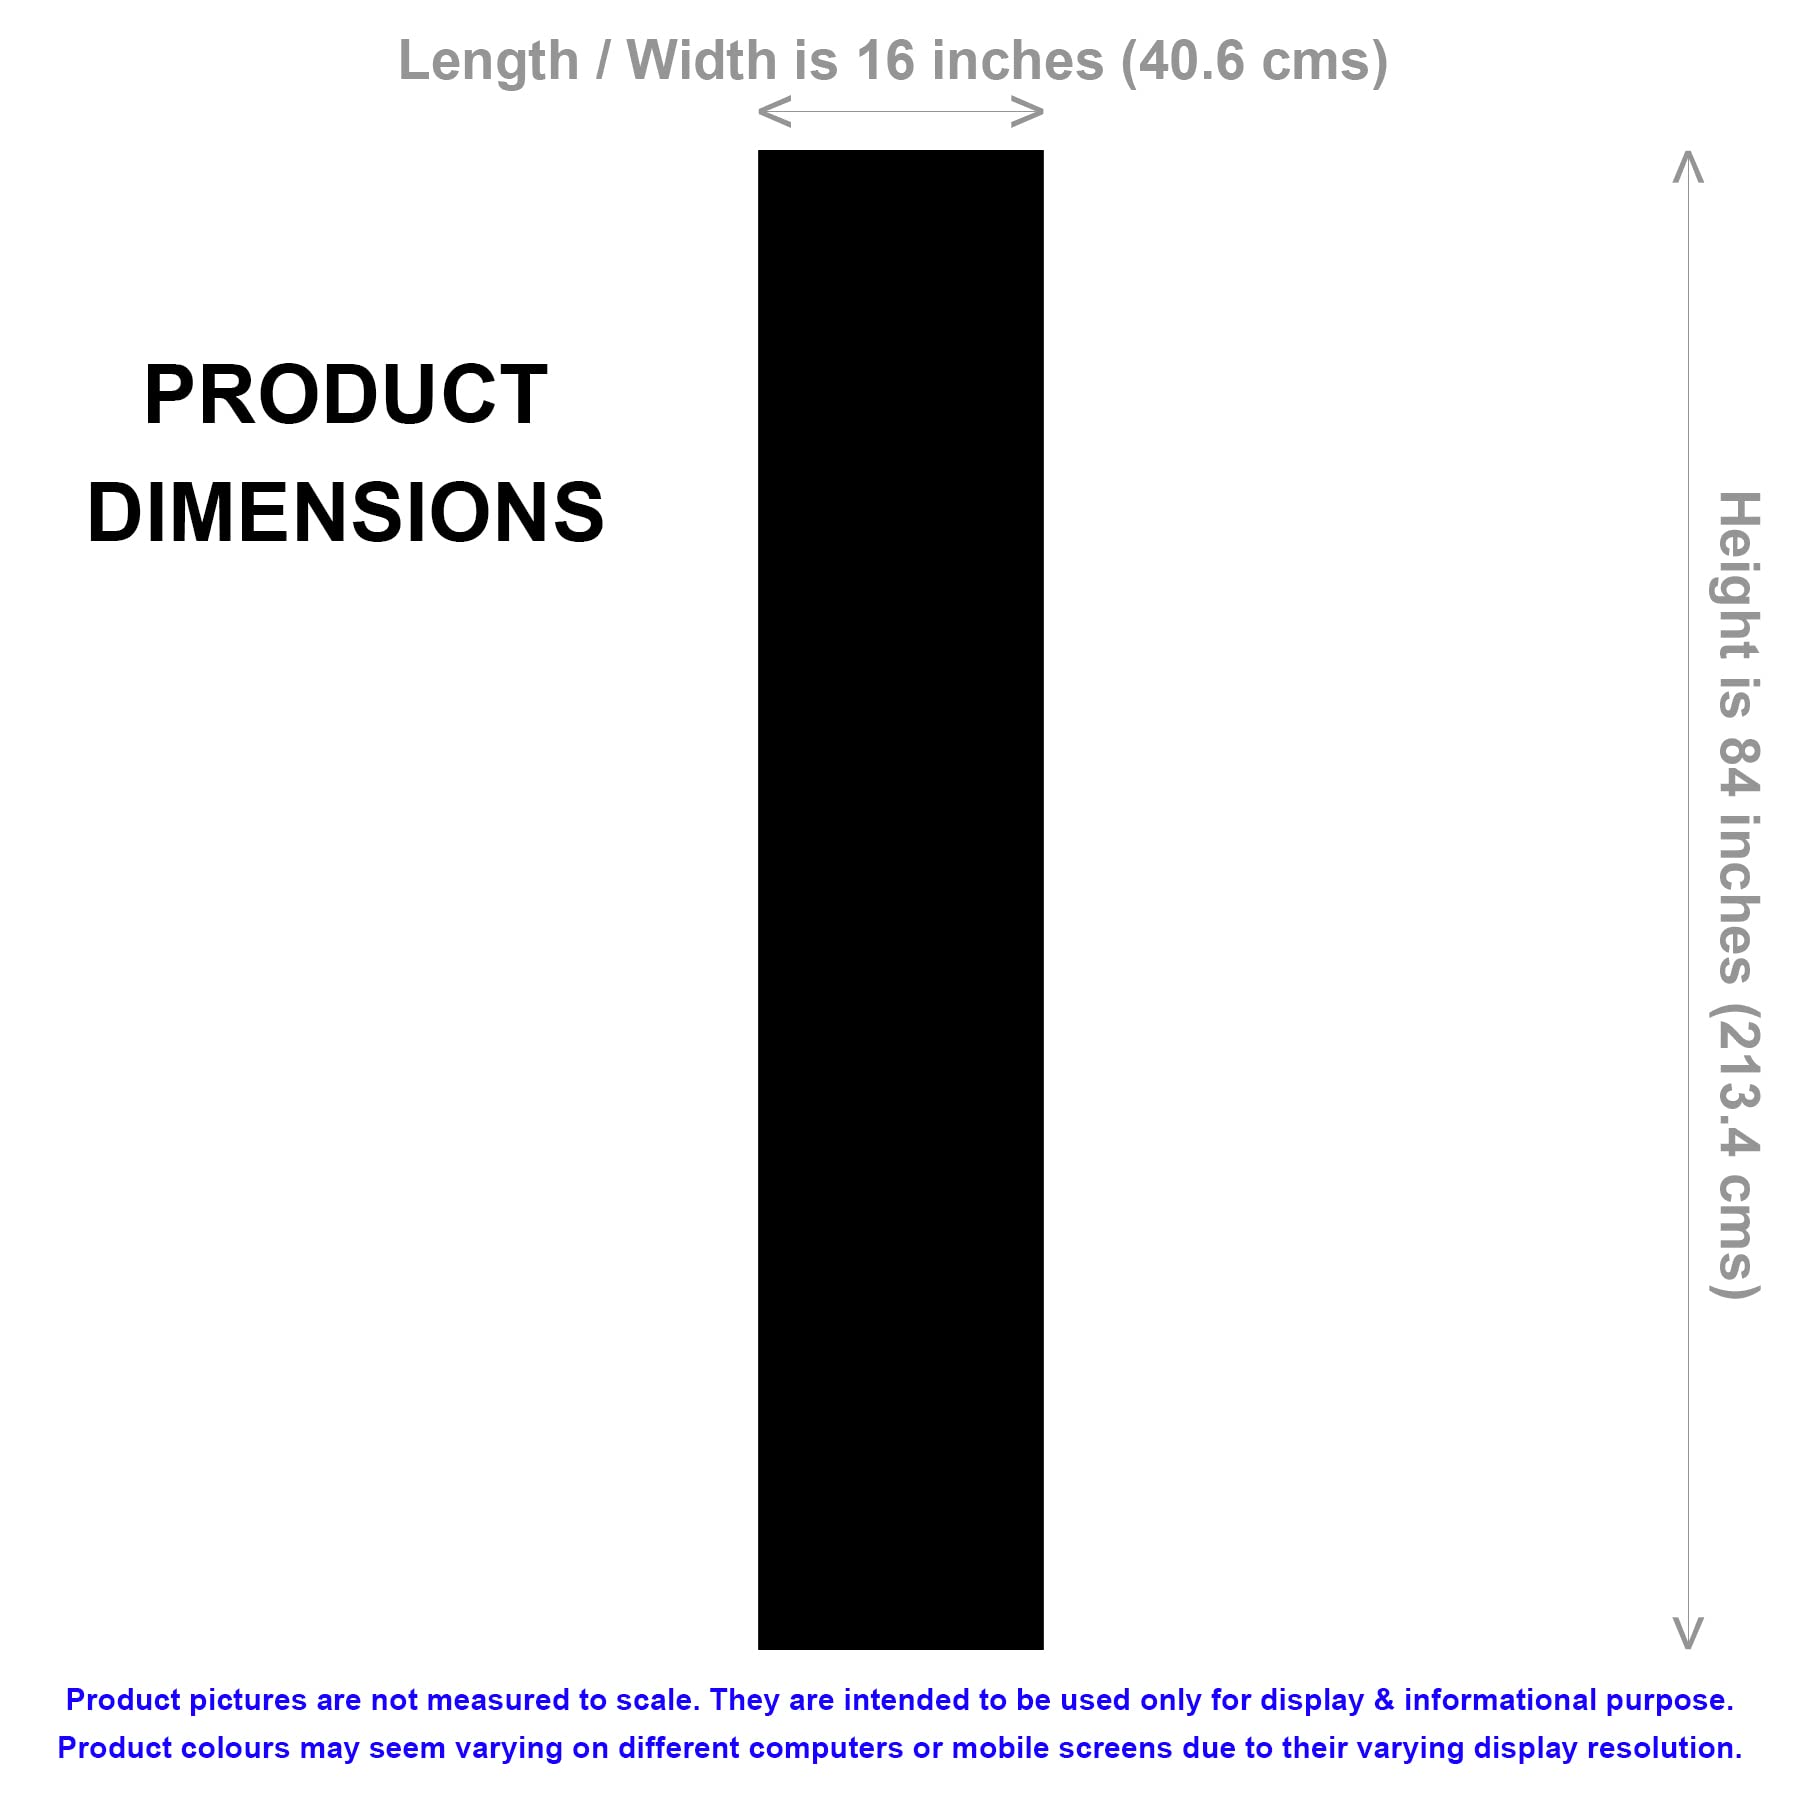 Length / Width is 16 inches (40.6 cms)
PRODUCT
DIMENSIONS
Height is 84 inches (213.4 cms)
Product pictures are not measured to scale. They are intended to be used only for display & informational purpose.
Product colours may seem varying on different computers or mobile screens due to their varying display resolution.